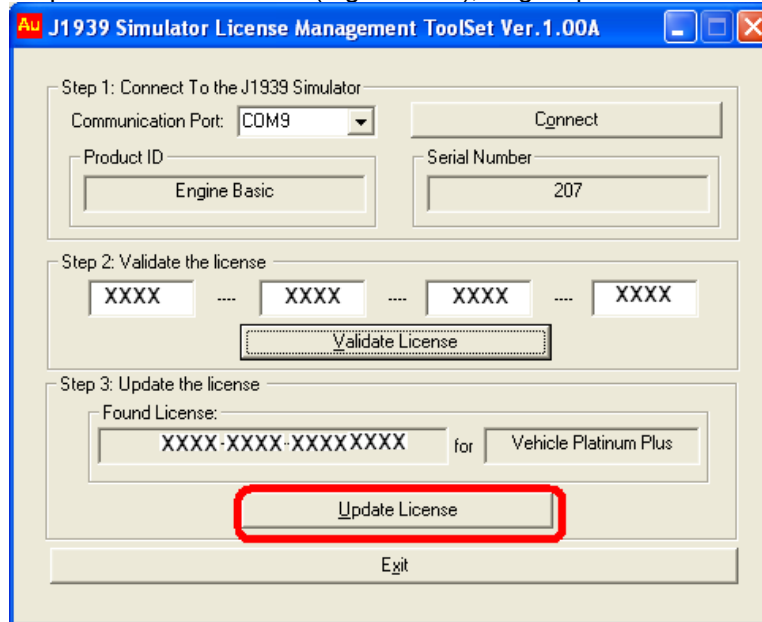 Au J1939 Simulator License Management ToolSet Ver.1.00A
Step 1: Connect To the J1939 Simulator
Communication Port: COM9 Connect
Product ID Serial Number
Engine Basic 207
Step 2: Validate the license
XXXX ---- XXXX ---- XXXX ---- XXXX
Validate License
Step 3: Update the license
Found License:
XXXX-XXXX-XXXXXXXX for Vehicle Platinum Plus
Update License
Exit